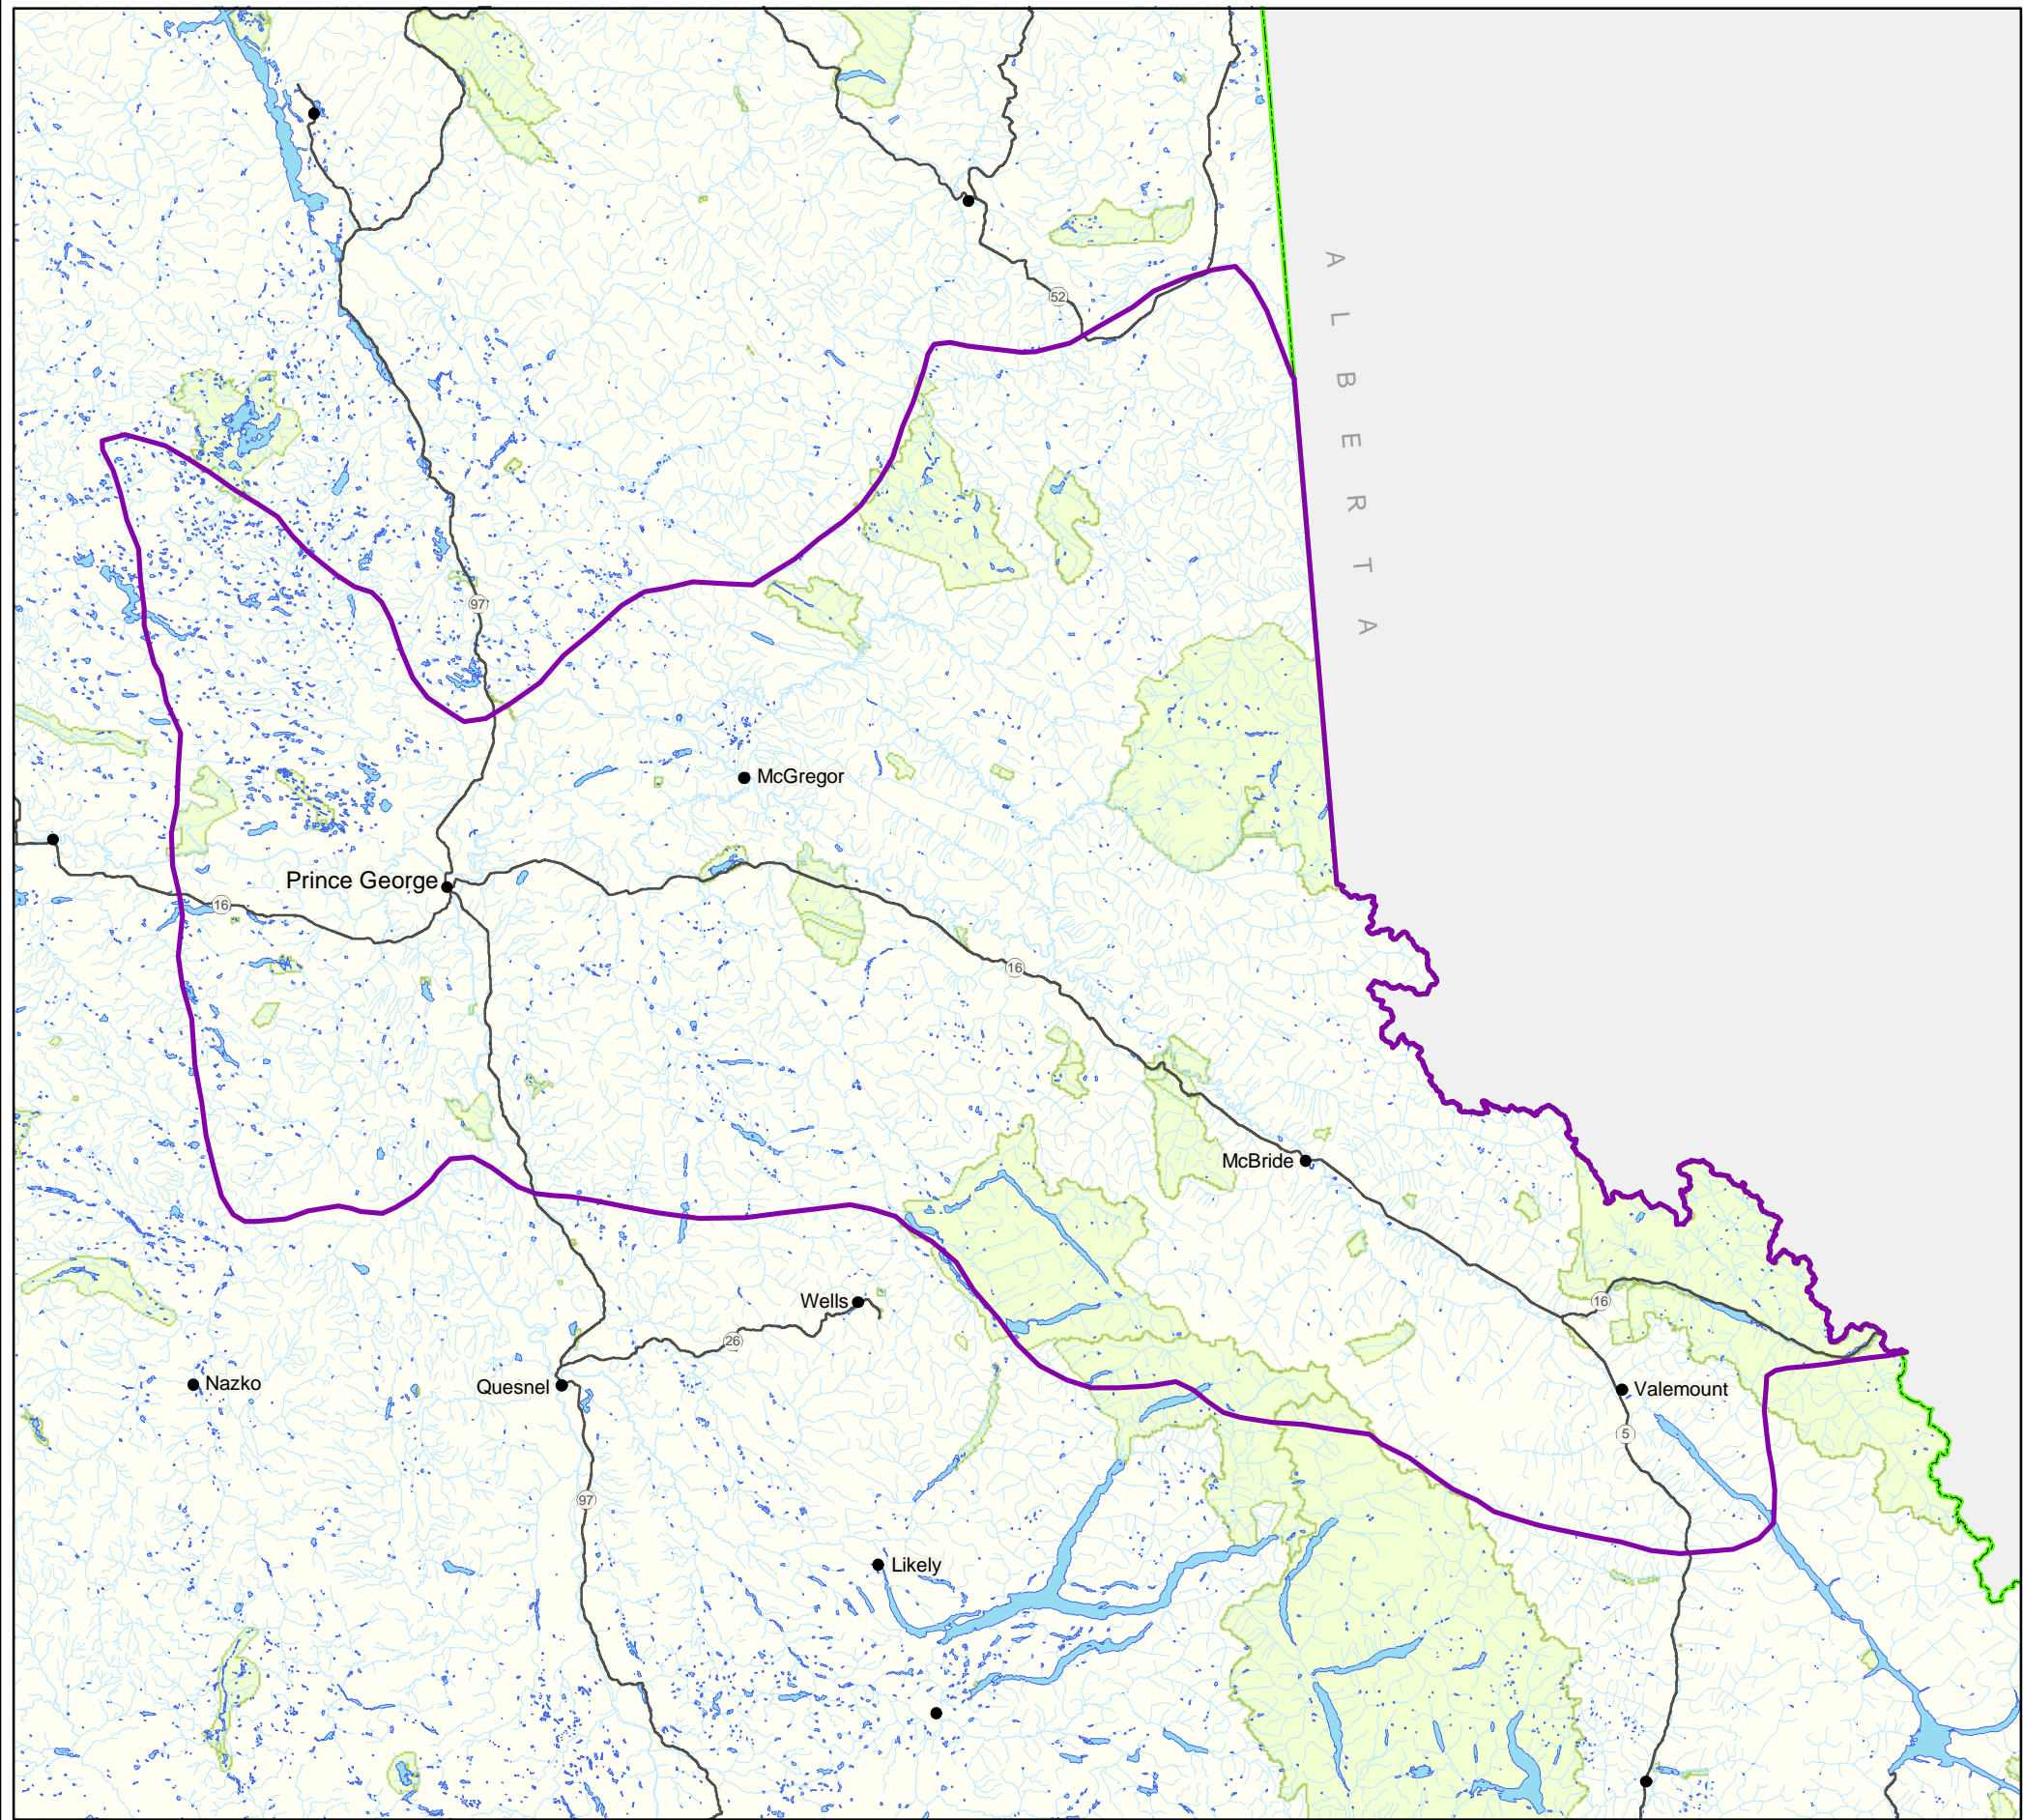 52
ALBERTA
97
McGregor
Prince George
16
16
McBride
Wells
16
26
Nazko
Quesnel
Valemount
5
97
Likely